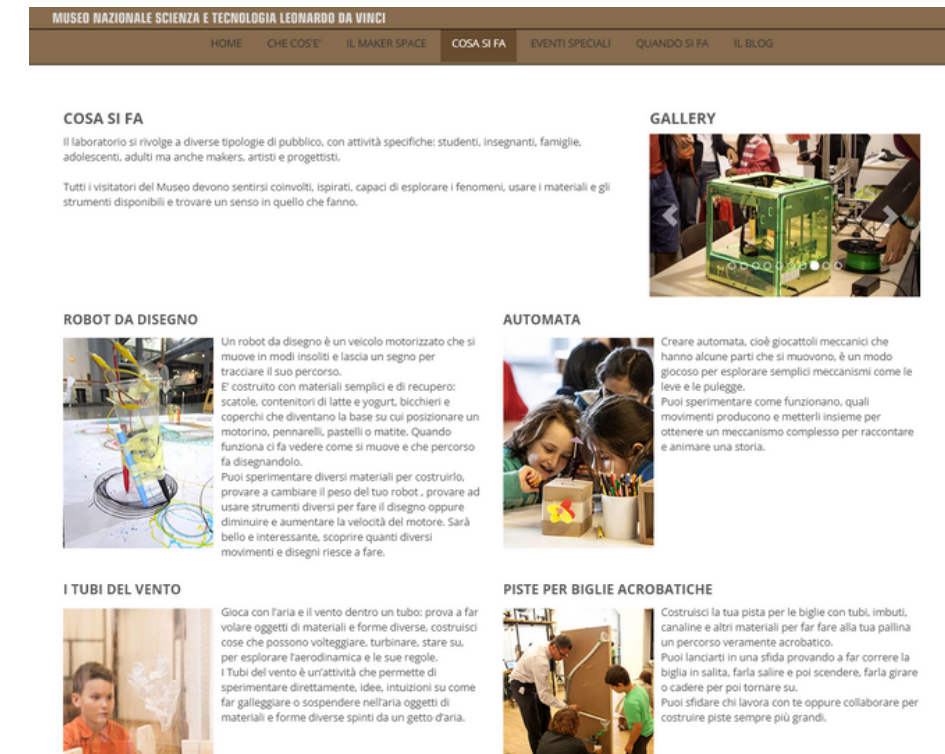 MUSEO NAZIONALE SCIENZA E TECNOLOGIA LEONARDO DA VINCI
HOME CHE COS'E' IL MAKER SPACE COSA SI FA EVENTI SPECIALI QUANDO SI FA IL BLOG
COSA SI FA
Il laboratorio si rivolge a diverse tipologie di pubblico, con attività specifiche: studenti, insegnanti, famiglie,
adolescenti, adulti ma anche makers, artisti e progettisti.
Tutti i visitatori del Museo devono sentirsi coinvolti, ispirati, capaci di esplorare i fenomeni, usare i materiali e gli
strumenti disponibili e trovare un senso in quello che fanno.
GALLERY
ROBOT DA DISEGNO
Un robot da disegno è un veicolo motorizzato che si
muove in modi insoliti e lascia un segno per
tracciare il suo percorso.
E' costruito con materiali semplici e di recupero:
scatole, contenitori di latte e yogurt, bicchieri e
coperchi che diventano la base su cui posizionare un
motorino, pennarelli, pastelli o matite. Quando
funziona ci fa vedere come si muove e che percorso
fa disegnandolo.
Puoi sperimentare diversi materiali per costruirlo,
provare a cambiare il peso del tuo robot , provare ad
usare strumenti diversi per fare il disegno oppure
diminuire e aumentare la velocità del motore. Sarà
bello e interessante, scoprire quanti diversi
movimenti e disegni riesce a fare.
AUTOMATA
Creare automata, cioè giocattoli meccanici che
hanno alcune parti che si muovono, è un modo
giocoso per esplorare semplici meccanismi come le
leve e le pulegge.
Puoi sperimentare come funzionano, quali
movimenti producono e metterli insieme per
ottenere un meccanismo complesso per raccontare
e animare una storia.
I TUBI DEL VENTO
Gioca con l'aria e il vento dentro un tubo: prova a far
volare oggetti di materiali e forme diverse, costruisci
cose che possono volteggiare, turbinare, stare su,
per esplorare l'aerodinamica e le sue regole.
I Tubi del vento è un'attività che permette di
sperimentare direttamente, idee, intuizioni su come
far galleggiare o sospendere nell'aria oggetti di
materiali e forme diverse spinti da un getto d'aria.
PISTE PER BIGLIE ACROBATICHE
Costruisci la tua pista per le biglie con tubi, imbuti,
canaline e altri materiali per far fare alla tua pallina
un percorso veramente acrobatico.
Puoi lanciarti in una sfida provando a far correre la
biglia in salita, farla salire e poi scendere, farla girare
o cadere per poi tornare su.
Puoi sfidare chi lavora con te oppure collaborare per
costruire piste sempre più grandi.